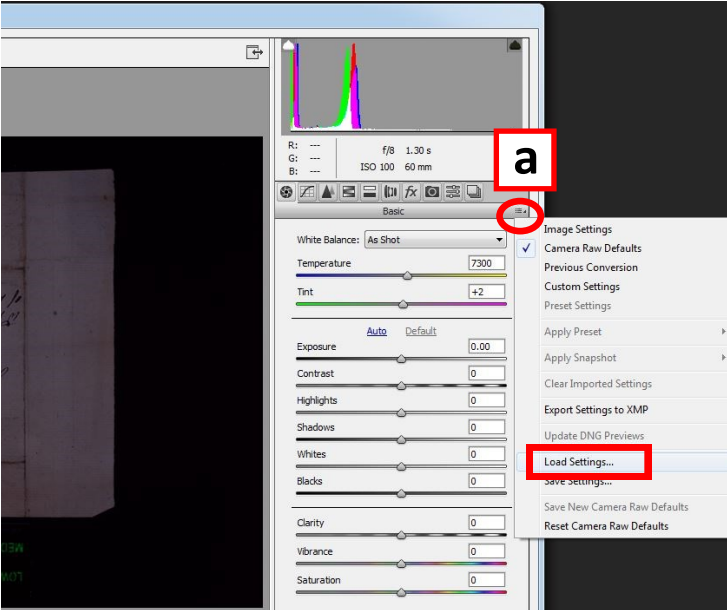 R: ---
G: ---
B: ---
f/8 1.30 s
ISO 100 60 mm
a
fx
Basic
White Balance: As Shot
Temperature 7300
Tint +2
Auto Default
Exposure 0.00
Contrast 0
Highlights 0
Shadows 0
Whites 0
Blacks 0
Clarity 0
Vibrance 0
Saturation 0
Image Settings
Camera Raw Defaults
Previous Conversion
Custom Settings
Preset Settings
Apply Preset
Apply Snapshot
Clear Imported Settings
Export Settings to XMP
Update DNG Previews
Load Settings...
Save Settings...
Save New Camera Raw Defaults
Reset Camera Raw Defaults